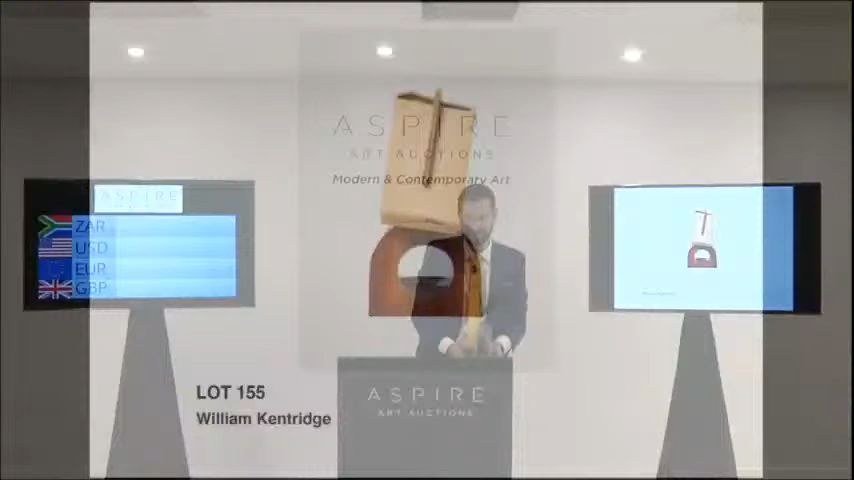 ASPIRE
ART AUCTIONS
Modern & Contemporary Art
ASPIRE
ZAR
USD
EUR
GBP
LOT 155
William Kentridge
ASPIRE
ART AUCTIONS